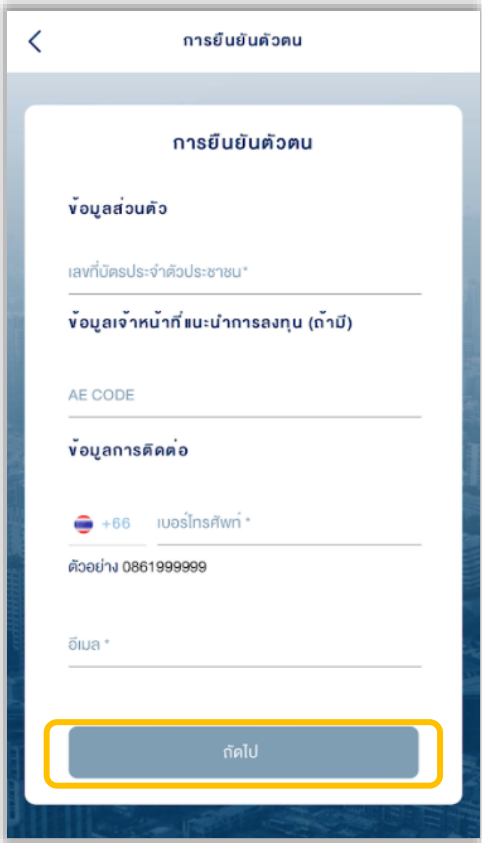 การยืนยันตัวตน
การยืนยันตัวตน
ข้อมูลส่วนตัว
เลขที่บัตรประจำตัวประชาชน*
ข้อมูลเจ้าหน้าที่แนะนำการลงทุน (ถ้ามี)
AE CODE
ข้อมูลการติดต่อ
+66 เบอร์โทรศัพท์ *
ตัวอย่าง 0861999999
อีเมล *
ถัดไป